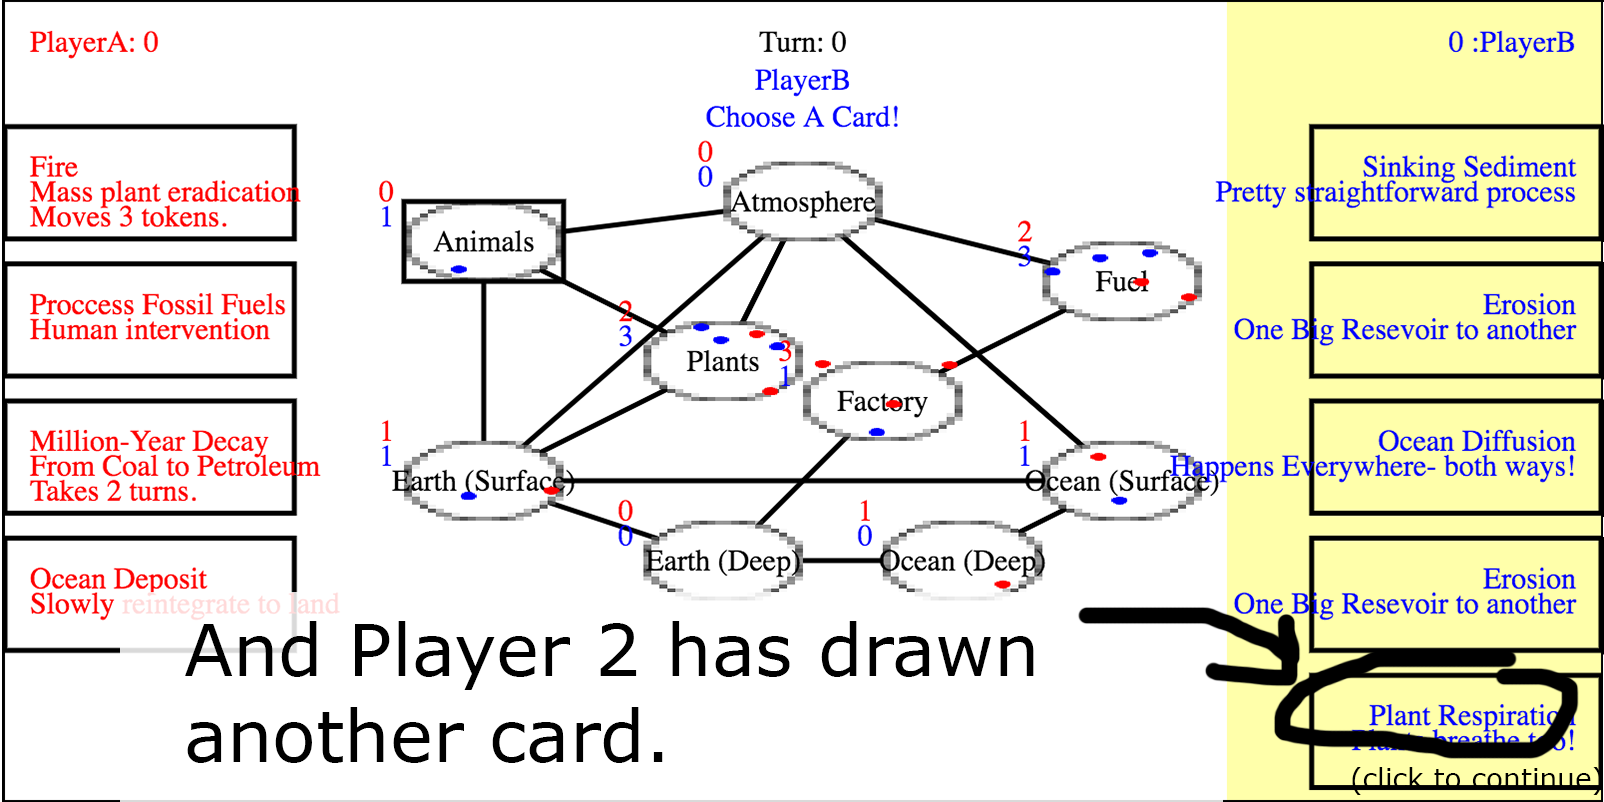 PlayerA: 0
Turn: 0
0 :PlayerB
PlayerB
Choose A Card!
Fire
Mass plant eradication
Moves 3 tokens.
Proccess Fossil Fuels
Human intervention
Million-Year Decay
From Coal to Petroleum
Takes 2 turns.
Ocean Deposit
Slowly reintegrate to land
0
0
Atmosphere
0
1
Animals
2
3
Fuel
2
3
Plants
3
1
Factory
1
1
Earth (Surface)
1
1
Ocean (Surface)
0
0
Earth (Deep)
1
0
Ocean (Deep)
Sinking Sediment
Pretty straightforward process
Erosion
One Big Resevoir to another
Ocean Diffusion
Happens Everywhere- both ways!
Erosion
One Big Resevoir to another
Plant Respiration
Plants breathe too!
And Player 2 has drawn
another card.
(click to continue)